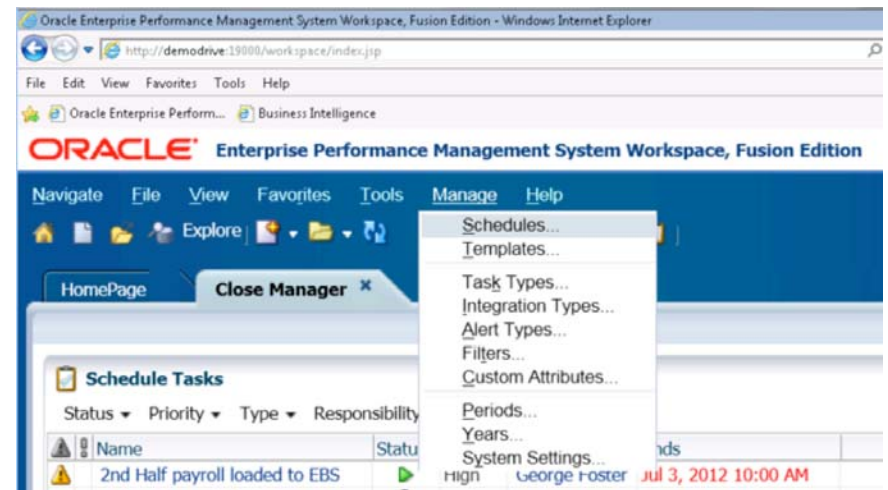 Oracle Enterprise Performance Management System Workspace, Fusion Edition - Windows Internet Explorer
http://demodrive:19000/workspace/index.jsp
File Edit View Favorites Tools Help
Oracle Enterprise Perform... Business Intelligence
ORACLE Enterprise Performance Management System Workspace, Fusion Edition
Navigate File View Favorites Tools Manage Help
Explore
Schedules...
Templates...
HomePage Close Manager
Task Types...
Integration Types...
Alert Types...
Filters...
Custom Attributes...
Schedule Tasks
Status Priority Type Responsibility
Periods...
Years...
System Settings...
Name Statu nds
2nd Half payroll loaded to EBS High George Foster Jul 3, 2012 10:00 AM